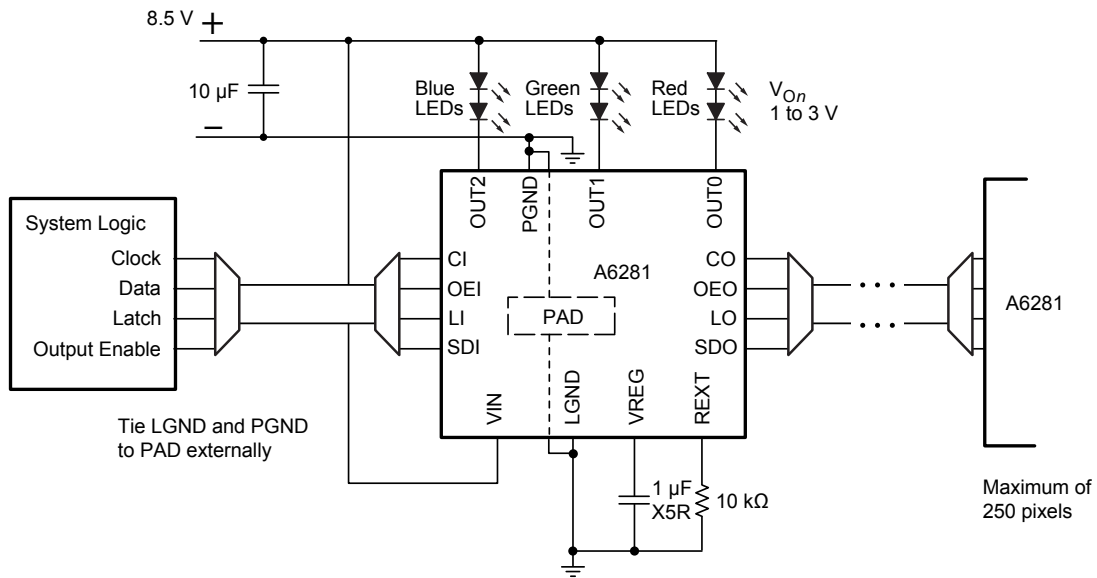 8.5 V +
10 µF
–
Blue
LEDs
Green
LEDs
Red
LEDs
VOn
1 to 3 V
System Logic
Clock
Data
Latch
Output Enable
OUT2
PGND
OUT1
OUT0
CI
OEI
LI
SDI
A6281
PAD
CO
OEO
LO
SDO
VIN
LGND
VREG
REXT
A6281
Tie LGND and PGND
to PAD externally
1 µF
X5R
10 kΩ
Maximum of
250 pixels